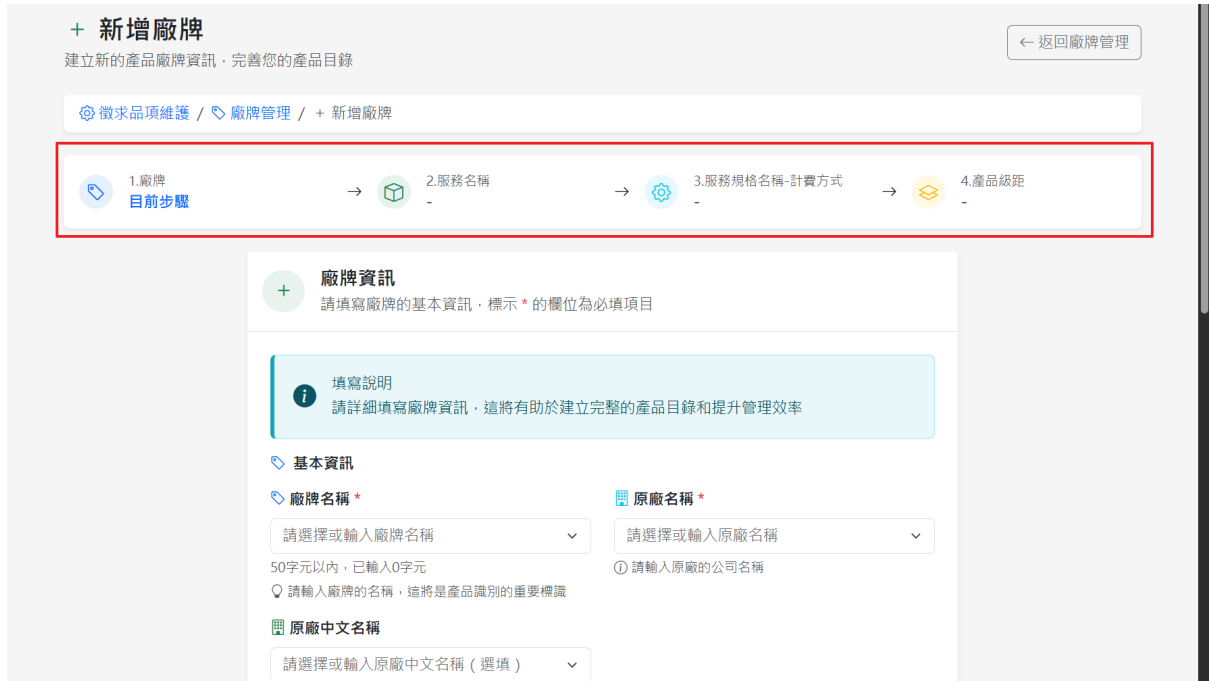 + 新增廠牌
建立新的產品廠牌資訊，完善您的產品目錄
← 返回廠牌管理
徵求品項維護 / 廠牌管理 / + 新增廠牌
1.廠牌
目前步驟
→
2.服務名稱
-
→
3.服務規格名稱-計費方式
-
→
4.產品級距
-
+
廠牌資訊
請填寫廠牌的基本資訊，標示 * 的欄位為必填項目
填寫說明
請詳細填寫廠牌資訊，這將有助於建立完整的產品目錄和提升管理效率
基本資訊
廠牌名稱 *
請選擇或輸入廠牌名稱
50字元以內，已輸入0字元
請輸入廠牌的名稱，這將是產品識別的重要標識
原廠名稱 *
請選擇或輸入原廠名稱
請輸入原廠的公司名稱
原廠中文名稱
請選擇或輸入原廠中文名稱（選填）